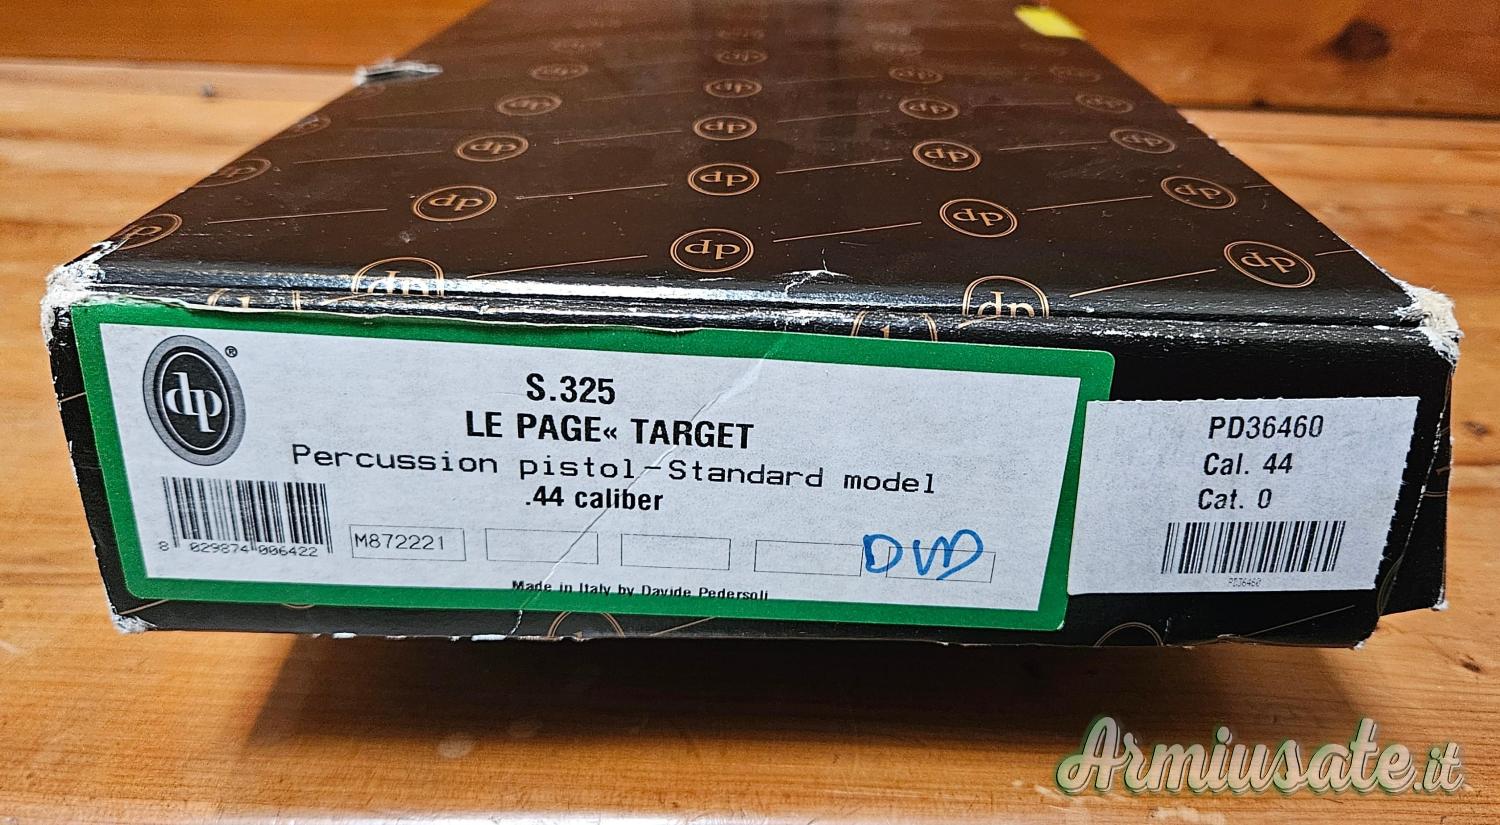 dp ®
S.325
LE PAGE« TARGET
Percussion pistol-Standard model
.44 caliber
8 029874 006422
M872221
DWD
Made in Italy by Davide Pedersoli
PD36460
Cal. 44
Cat. 0
PD36460
Armiusate.it